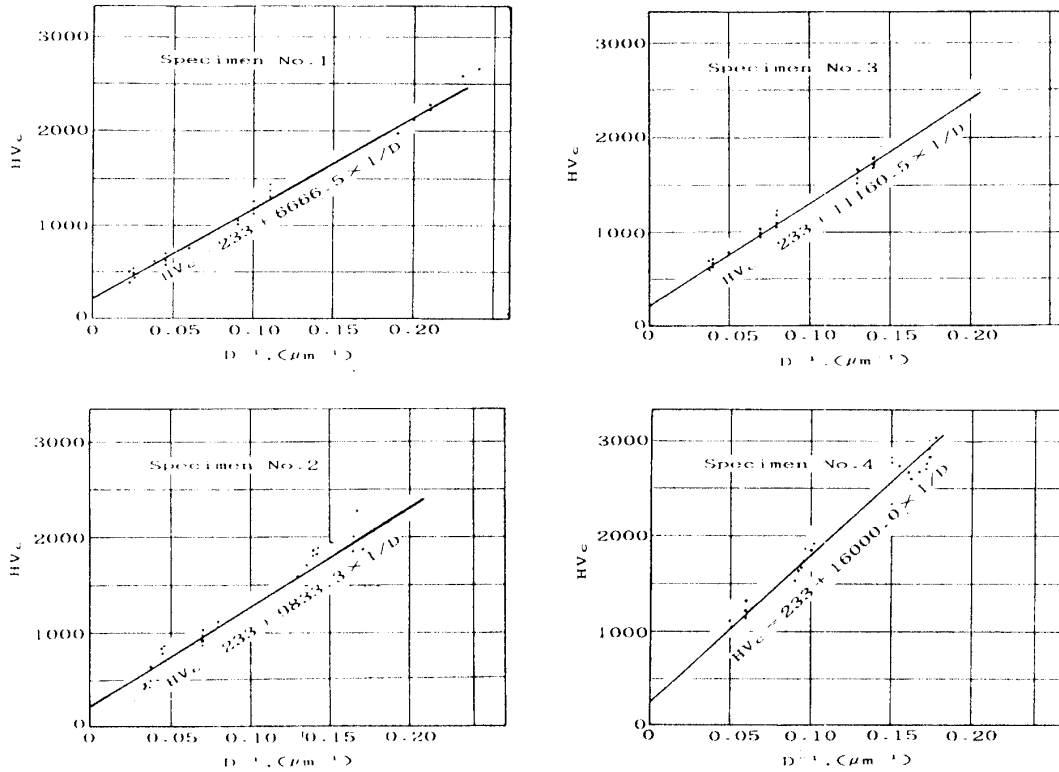 3000
Specimen No.1
2000
HVc
1000
HVc = 233 + 6666.5 × 1/D
0
0 0.05 0.10 0.15 0.20
D⁻¹, (μm⁻¹)
3000
Specimen No.3
2000
HVc
1000
HVc 233 + 11160.5 × 1/D
0
0 0.05 0.10 0.15 0.20
D⁻¹, (μm⁻¹)
3000
Specimen No.2
2000
HVc
1000
HVc 233 + 9833.3 × 1/D
0
0 0.05 0.10 0.15 0.20
D⁻¹, (μm⁻¹)
3000
Specimen No.4
2000
HVc
1000
HVc = 233 + 16000.0 × 1/D
0
0 0.05 0.10 0.15 0.20
D⁻¹, (μm⁻¹)